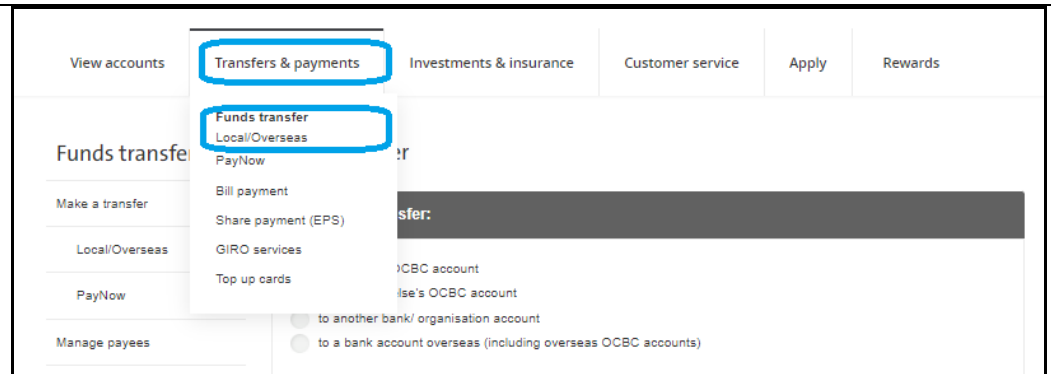 View accounts Transfers & payments Investments & insurance Customer service Apply Rewards
Funds transfer
Local/Overseas
PayNow
Bill payment
Share payment (EPS)
GIRO services
Top up cards
Funds transfe
Make a transfer
Local/Overseas
PayNow
Manage payees
er
sfer:
OCBC account
else's OCBC account
to another bank/ organisation account
to a bank account overseas (including overseas OCBC accounts)